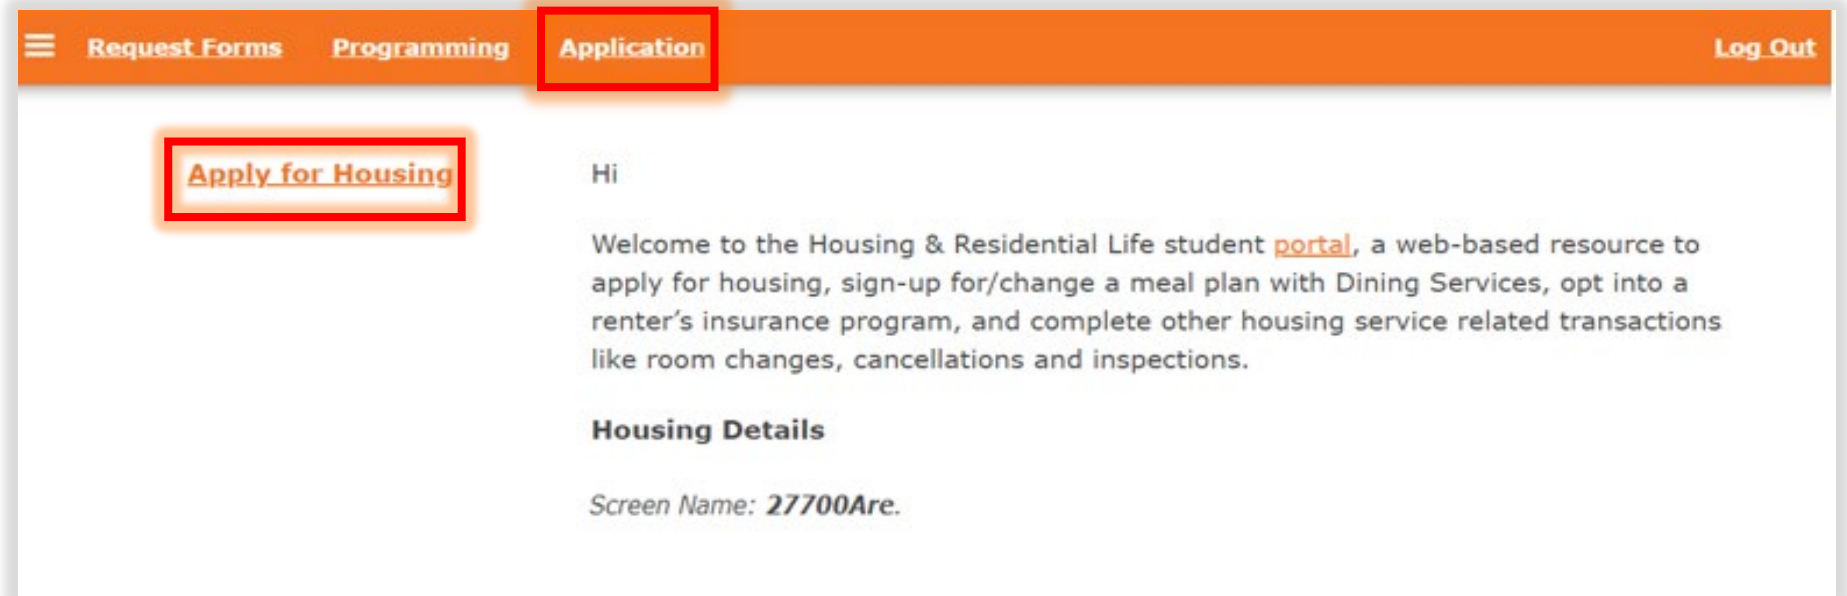 Request Forms Programming Application Log Out
Apply for Housing
Hi
Welcome to the Housing & Residential Life student portal, a web-based resource to
apply for housing, sign-up for/change a meal plan with Dining Services, opt into a
renter’s insurance program, and complete other housing service related transactions
like room changes, cancellations and inspections.
Housing Details
Screen Name: 27700Are.